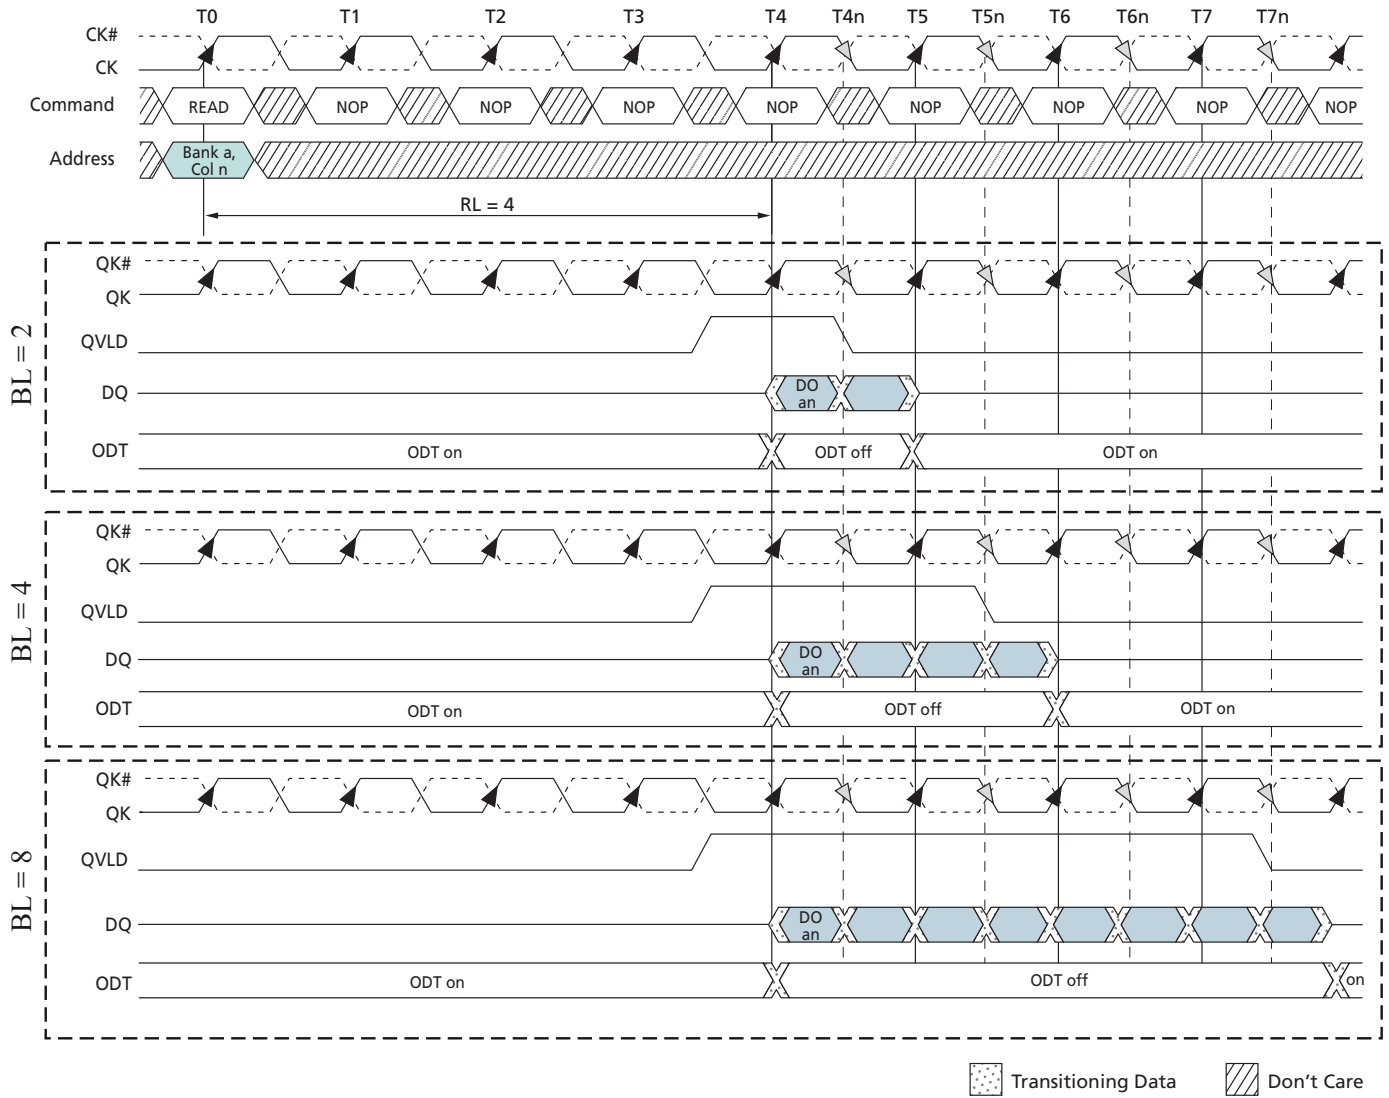 T0 T1 T2 T3 T4 T4n T5 T5n T6 T6n T7 T7n
CK#
CK
Command READ NOP NOP NOP NOP NOP NOP NOP NOP
Address Bank a,
Col n
RL = 4
BL = 2
QK#
QK
QVLD
DQ DO
an
ODT ODT on ODT off ODT on
BL = 4
QK#
QK
QVLD
DQ DO
an
ODT ODT on ODT off ODT on
BL = 8
QK#
QK
QVLD
DQ DO
an
ODT ODT on ODT off on
Transitioning Data Don't Care